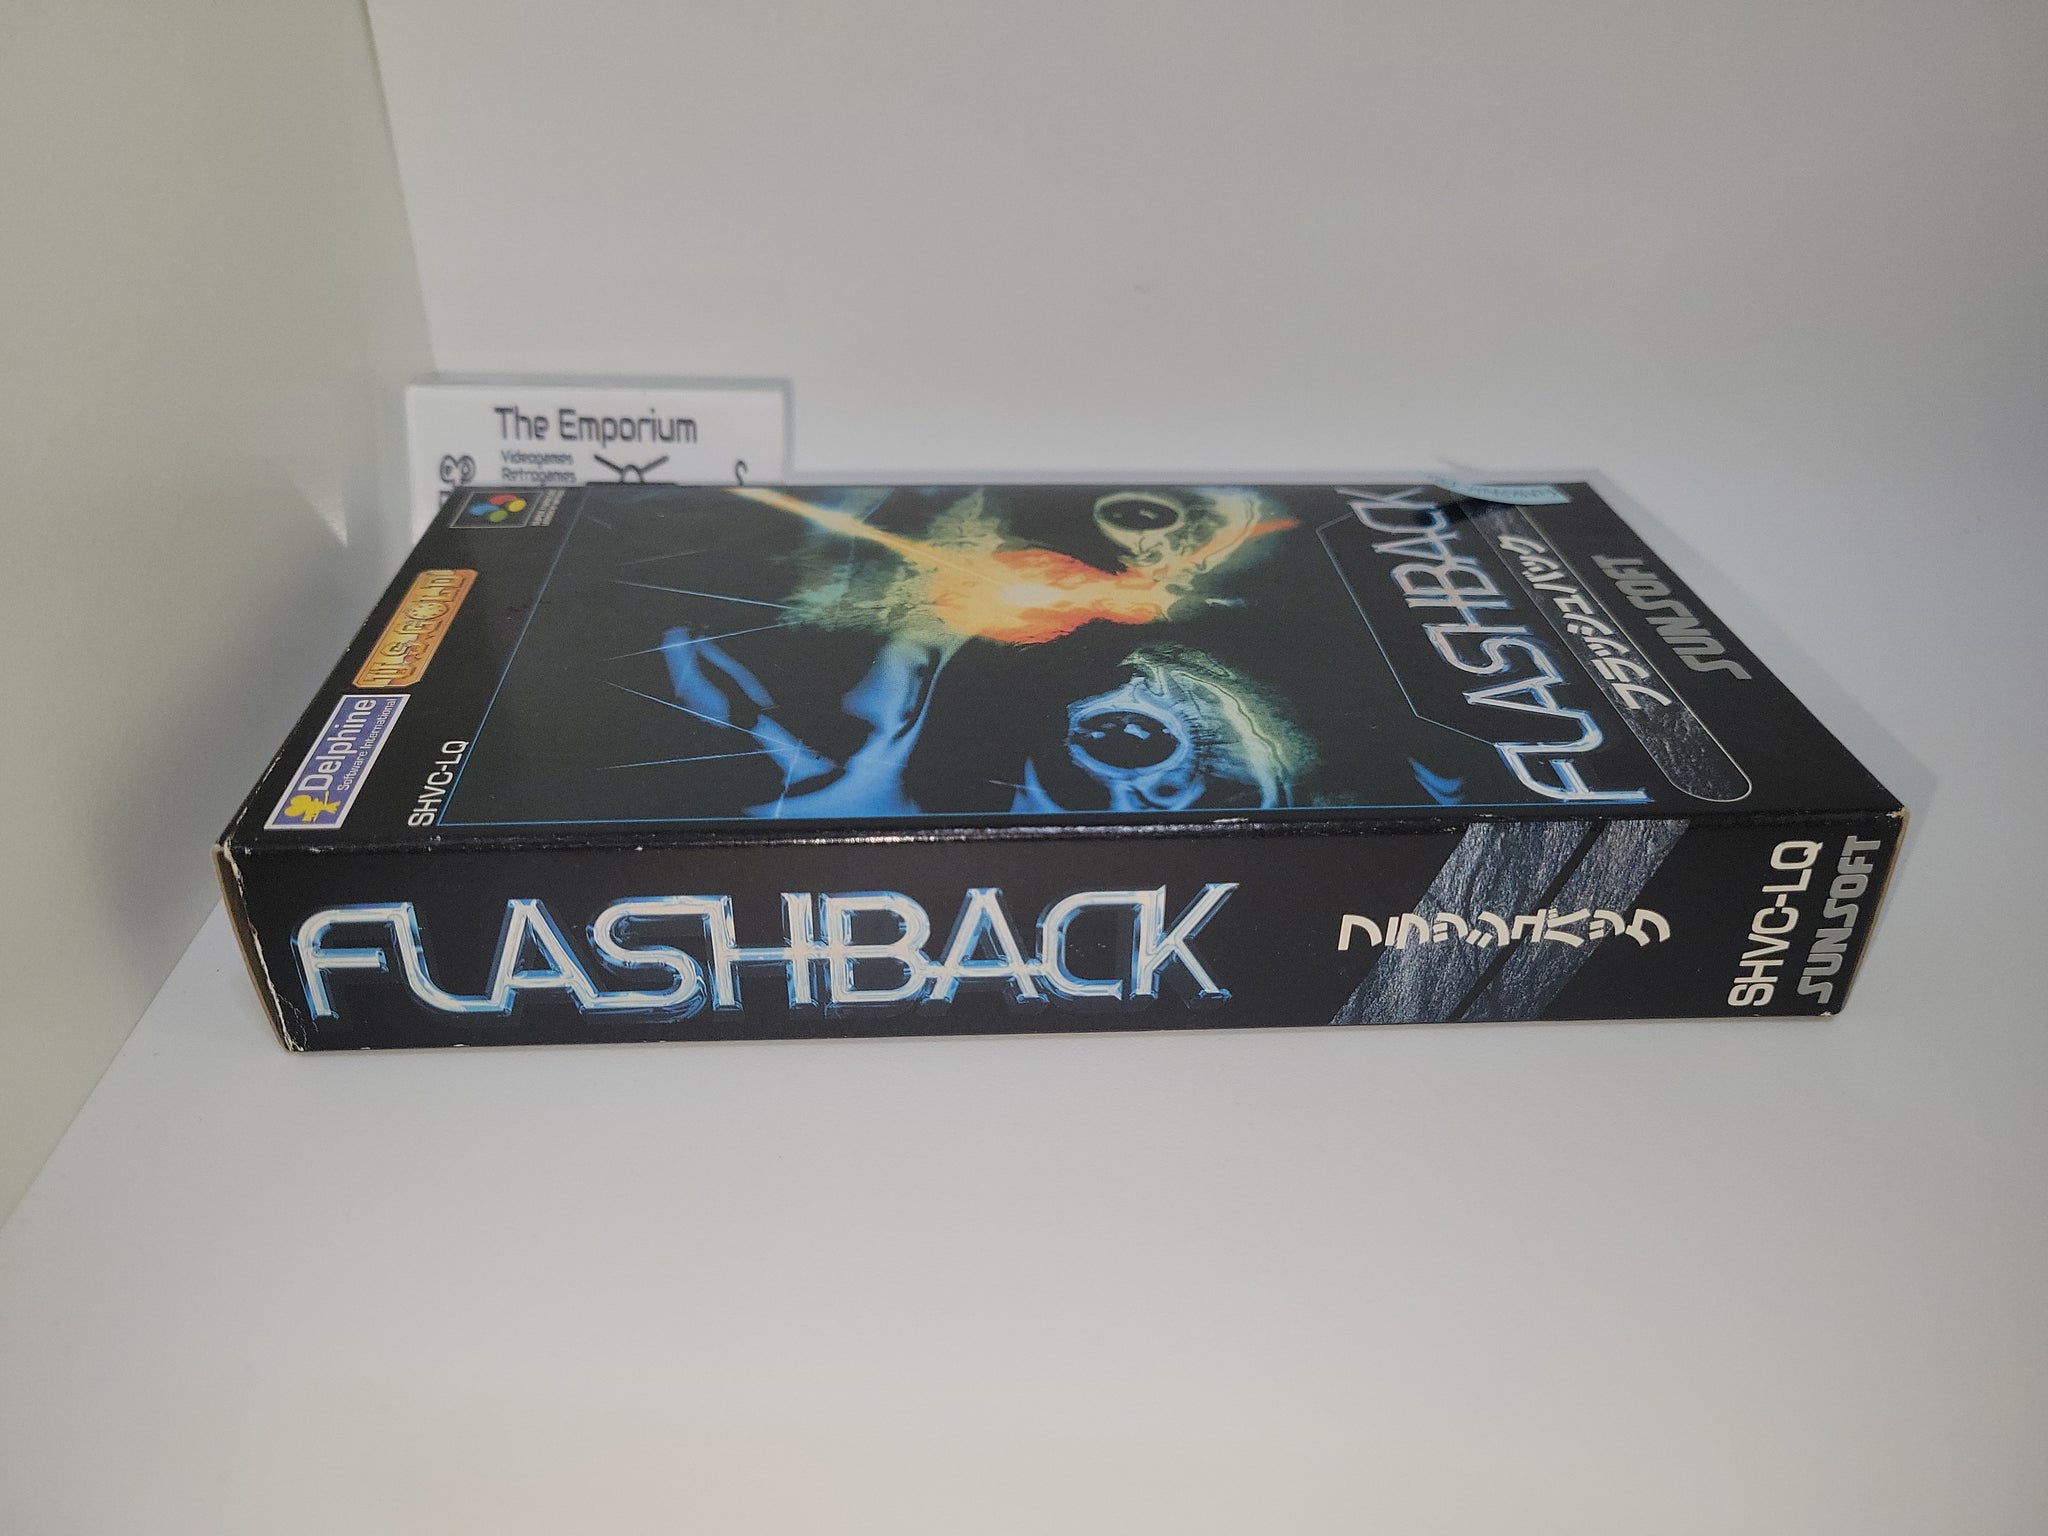 The Emporium
Videogames
Retrogames
U.S. GOLD
Delphine
Software International
SHVC-LQ
FLASHBACK
フラッシュバック
SUNSOFT
FLASHBACK
フラッシュバック
SHVC-LQ
SUNSOFT